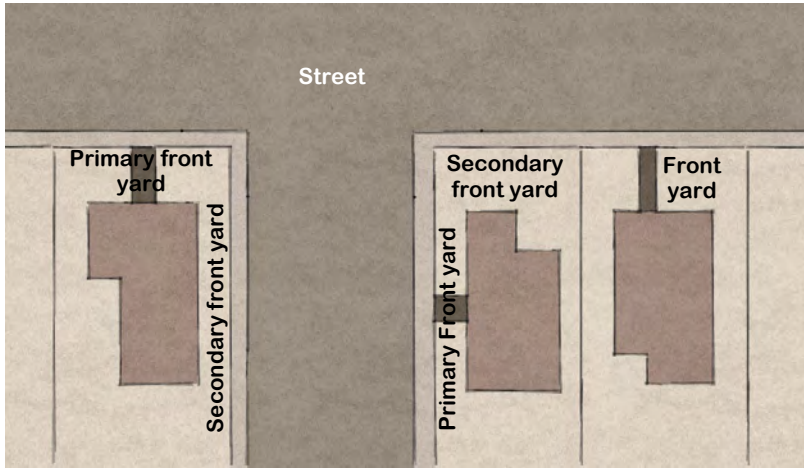 Street
Primary front
yard
Secondary front yard
Primary Front yard
Secondary
front yard
Front
yard